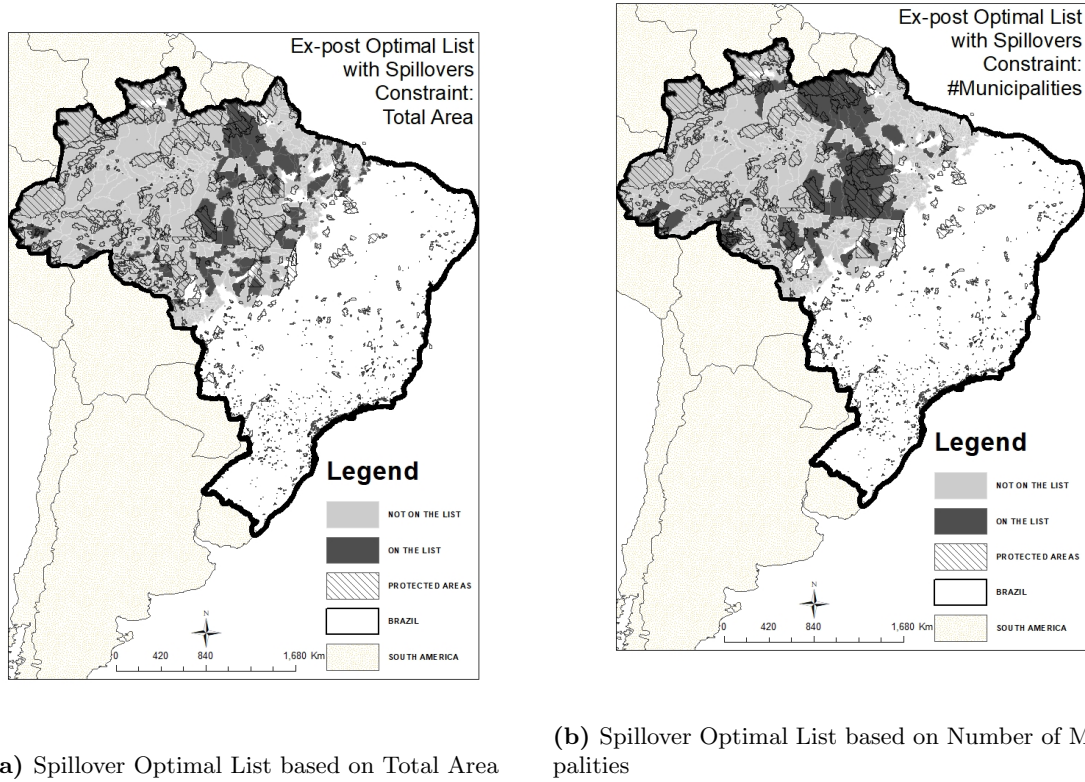 Ex-post Optimal List
with Spillovers
Constraint:
Total Area
Legend
NOT ON THE LIST
ON THE LIST
PROTECTED AREAS
BRAZIL
SOUTH AMERICA
N
0 420 840 1,680 Km
a) Spillover Optimal List based on Total Area
Ex-post Optimal List
with Spillovers
Constraint:
#Municipalities
Legend
NOT ON THE LIST
ON THE LIST
PROTECTED AREAS
BRAZIL
SOUTH AMERICA
N
0 420 840 1,680 Km
(b) Spillover Optimal List based on Number of M
palities